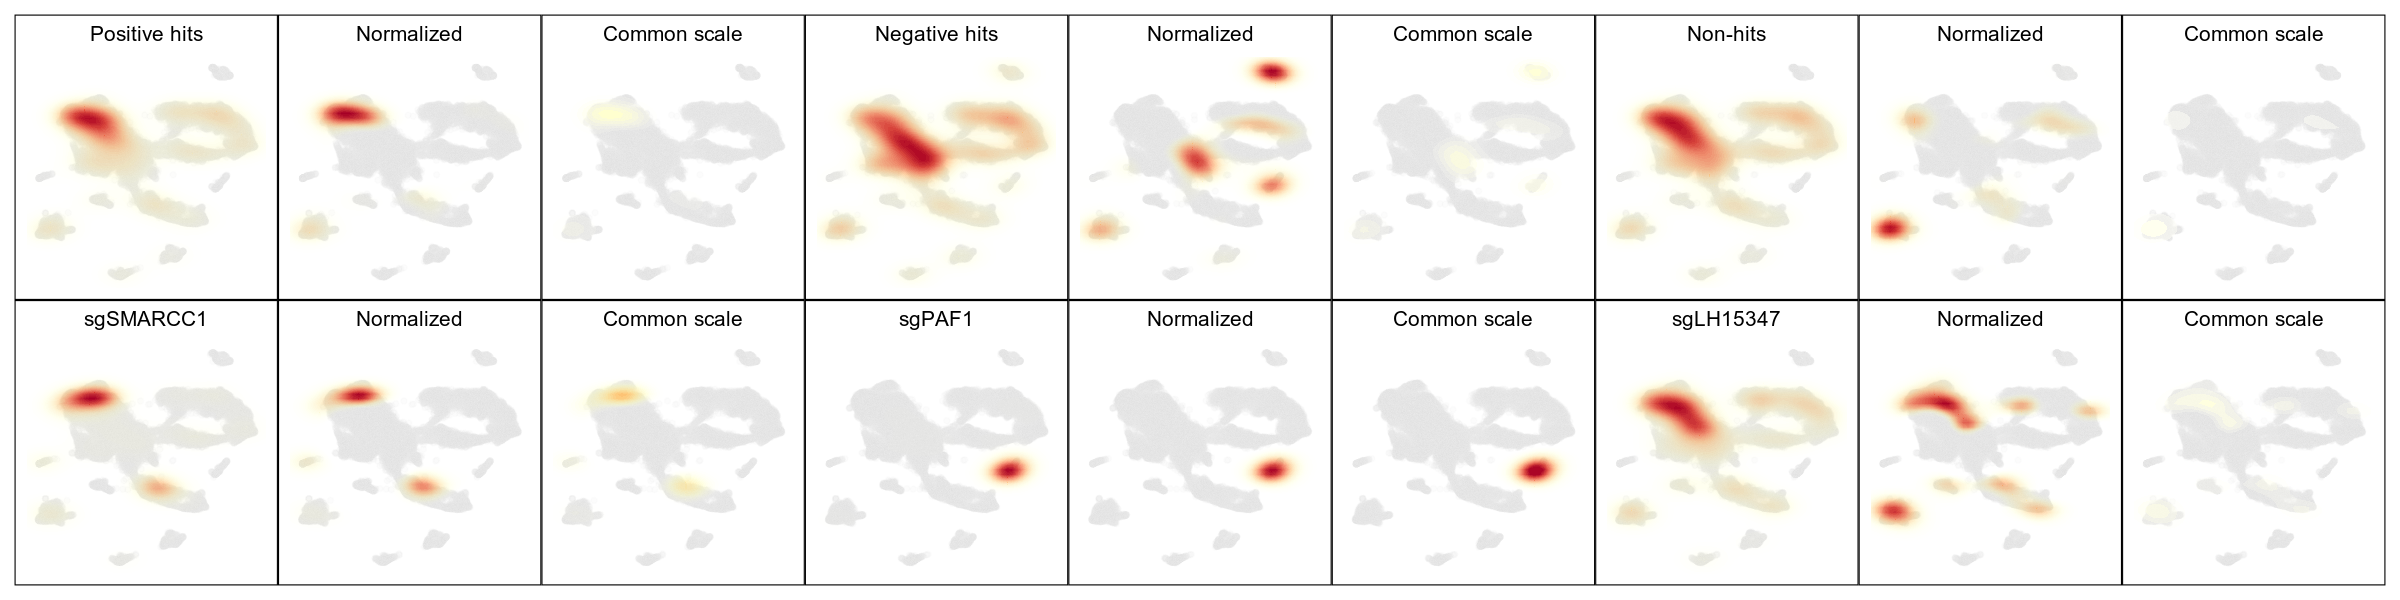 Positive hits
Normalized
Common scale
Negative hits
Normalized
Common scale
Non-hits
Normalized
Common scale
sgSMARCC1
Normalized
Common scale
sgPAF1
Normalized
Common scale
sgLH15347
Normalized
Common scale